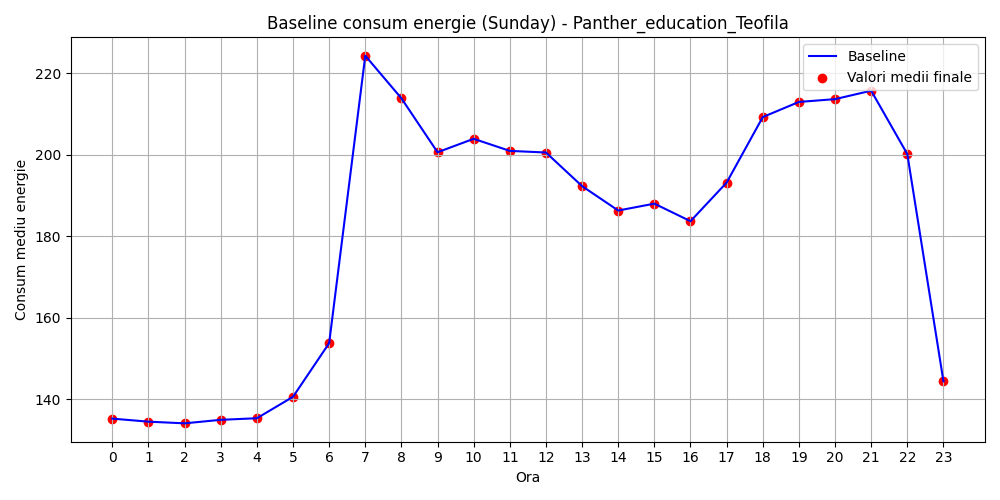 Baseline consum energie (Sunday) - Panther_education_Teofila
Baseline
Valori medii finale
Consum mediu energie
220
200
180
160
140
0 1 2 3 4 5 6 7 8 9 10 11 12 13 14 15 16 17 18 19 20 21 22 23
Ora